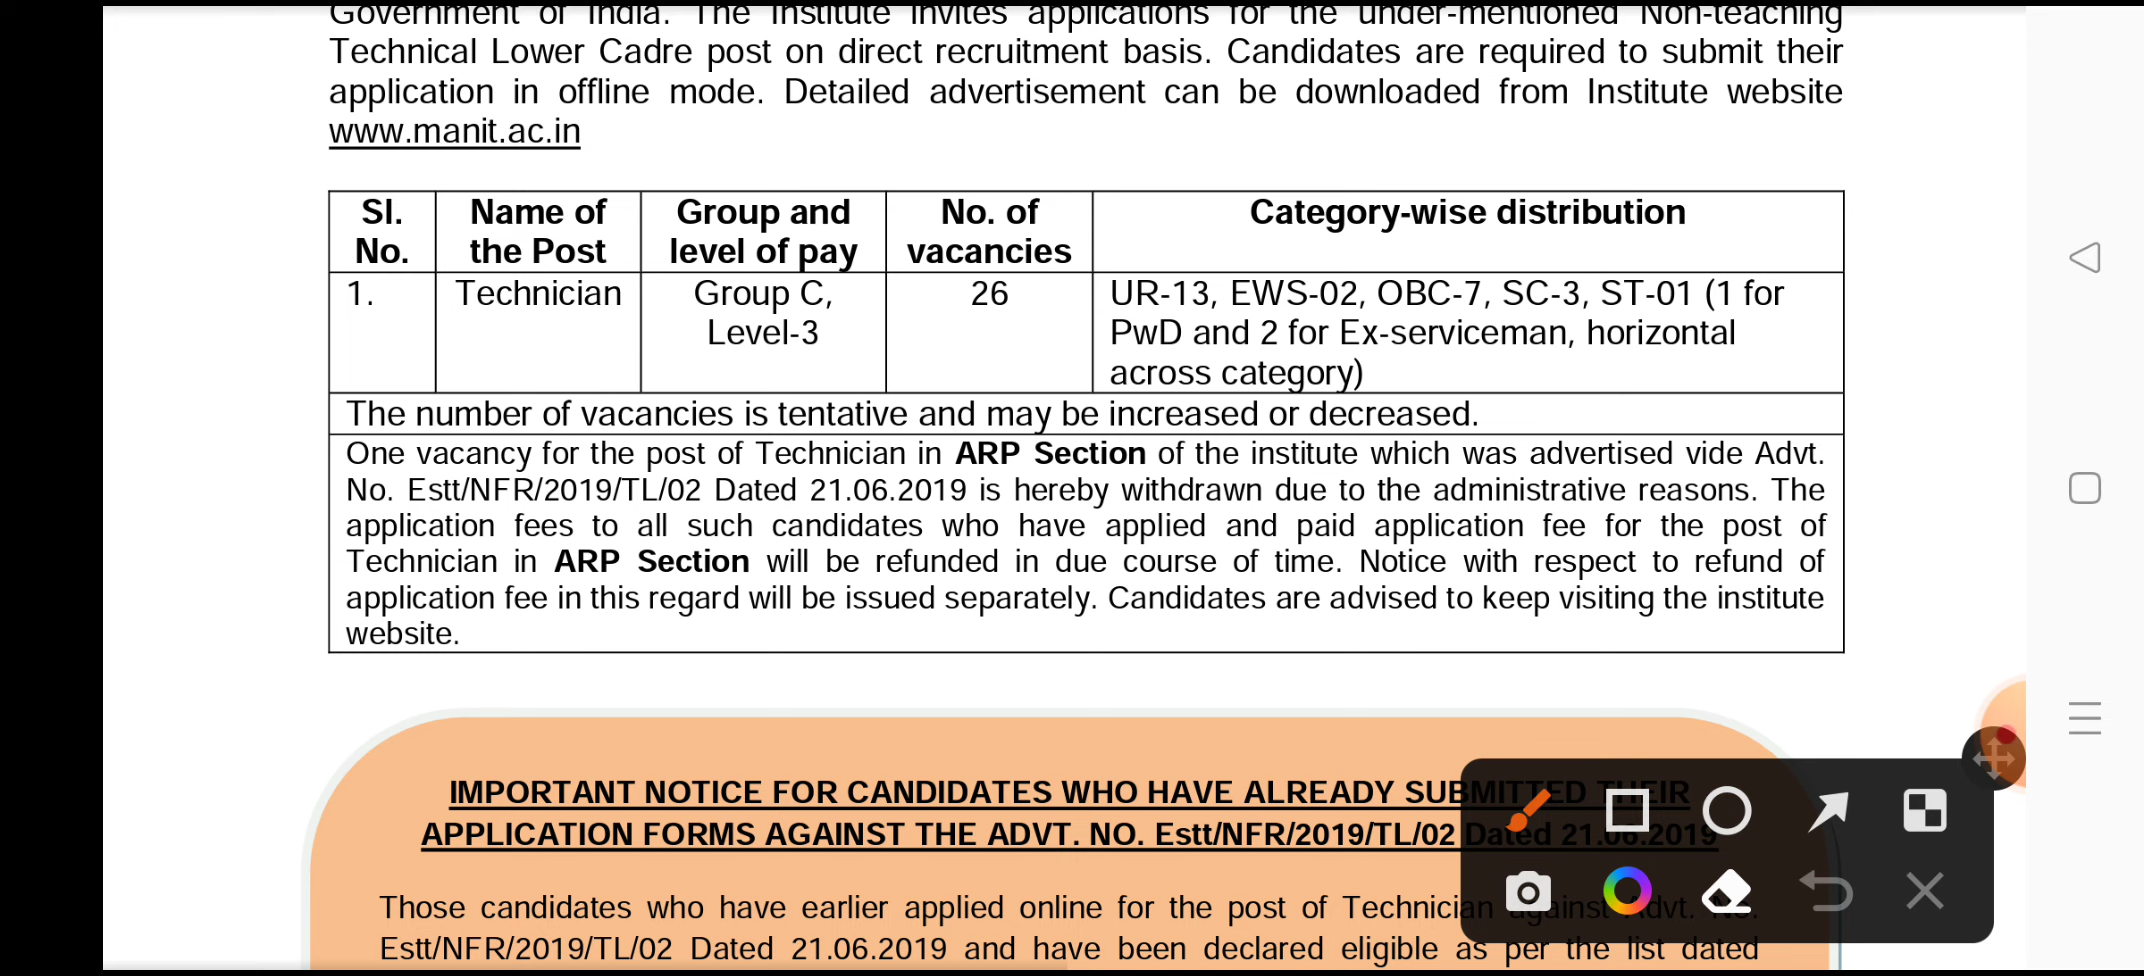 Government of India. The Institute invites applications for the under-mentioned Non-teaching
Technical Lower Cadre post on direct recruitment basis. Candidates are required to submit their
application in offline mode. Detailed advertisement can be downloaded from Institute website
www.manit.ac.in
Sl. No. Name of the Post Group and level of pay No. of vacancies Category-wise distribution
1. Technician Group C, Level-3 26 UR-13, EWS-02, OBC-7, SC-3, ST-01 (1 for
PwD and 2 for Ex-serviceman, horizontal
across category)
The number of vacancies is tentative and may be increased or decreased.
One vacancy for the post of Technician in ARP Section of the institute which was advertised vide Advt.
No. Estt/NFR/2019/TL/02 Dated 21.06.2019 is hereby withdrawn due to the administrative reasons. The
application fees to all such candidates who have applied and paid application fee for the post of
Technician in ARP Section will be refunded in due course of time. Notice with respect to refund of
application fee in this regard will be issued separately. Candidates are advised to keep visiting the institute
website.
IMPORTANT NOTICE FOR CANDIDATES WHO HAVE ALREADY SUBMITTED THEIR
APPLICATION FORMS AGAINST THE ADVT. NO. Estt/NFR/2019/TL/02 Dated 21.06.2019
Those candidates who have earlier applied online for the post of Technician against Advt. No.
Estt/NFR/2019/TL/02 Dated 21.06.2019 and have been declared eligible as per the list dated